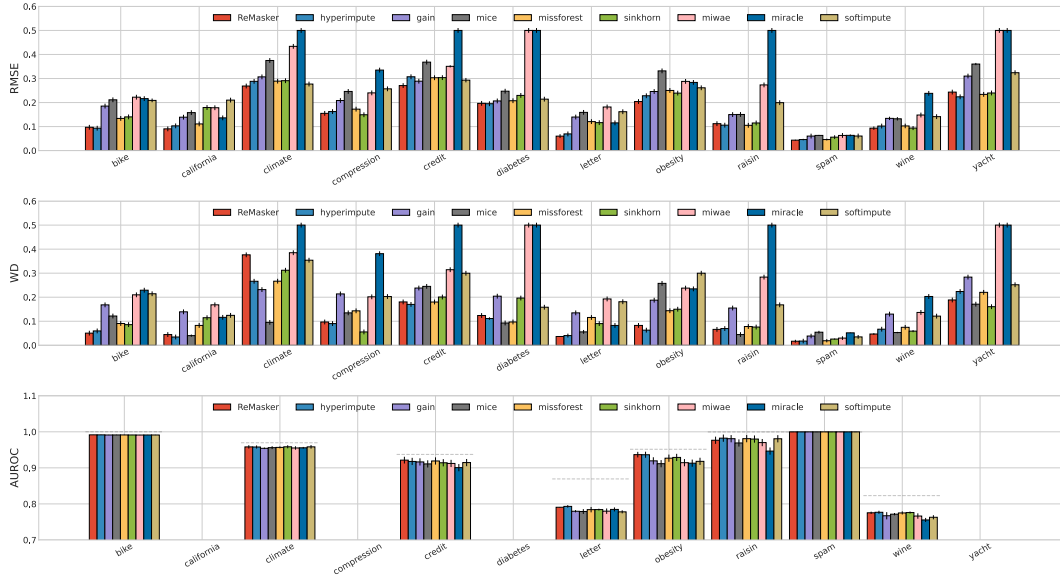 0.6
0.5
0.4
0.3
0.2
0.1
0.0
RMSE
ReMasker hyperimpute gain mice missforest sinkhorn miwae miracle softimpute
bike california climate compression credit diabetes letter obesity raisin spam wine yacht
0.6
0.5
0.4
0.3
0.2
0.1
0.0
WD
ReMasker hyperimpute gain mice missforest sinkhorn miwae miracle softimpute
bike california climate compression credit diabetes letter obesity raisin spam wine yacht
1.1
1.0
0.9
0.8
0.7
AUROC
ReMasker hyperimpute gain mice missforest sinkhorn miwae miracle softimpute
bike california climate compression credit diabetes letter obesity raisin spam wine yacht